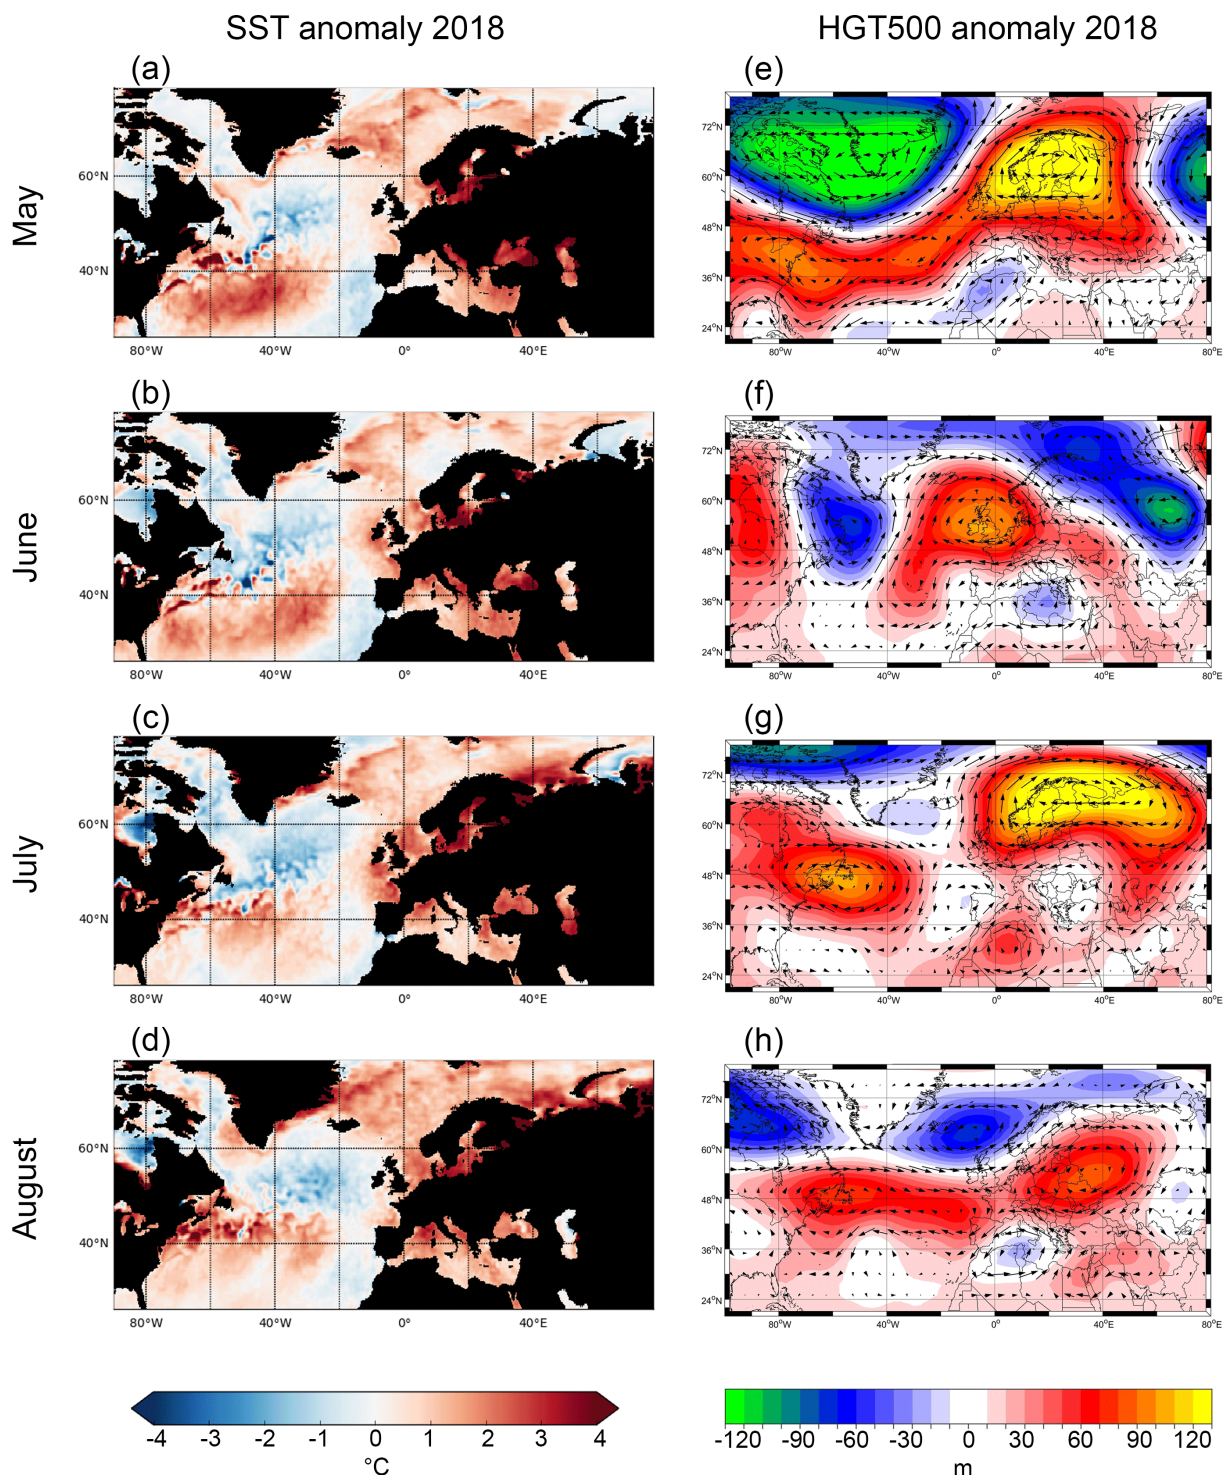 SST anomaly 2018
HGT500 anomaly 2018
(a)
(e)
May
60°N
40°N
80°W 40°W 0° 40°E
72°N
60°N
48°N
36°N
24°N
80°W 40°W 0° 40°E 80°E
(b)
(f)
June
60°N
40°N
80°W 40°W 0° 40°E
72°N
60°N
48°N
36°N
24°N
80°W 40°W 0° 40°E 80°E
(c)
(g)
July
60°N
40°N
80°W 40°W 0° 40°E
72°N
60°N
48°N
36°N
24°N
80°W 40°W 0° 40°E 80°E
(d)
(h)
August
60°N
40°N
80°W 40°W 0° 40°E
72°N
60°N
48°N
36°N
24°N
80°W 40°W 0° 40°E 80°E
-4 -3 -2 -1 0 1 2 3 4
°C
-120 -90 -60 -30 0 30 60 90 120
m